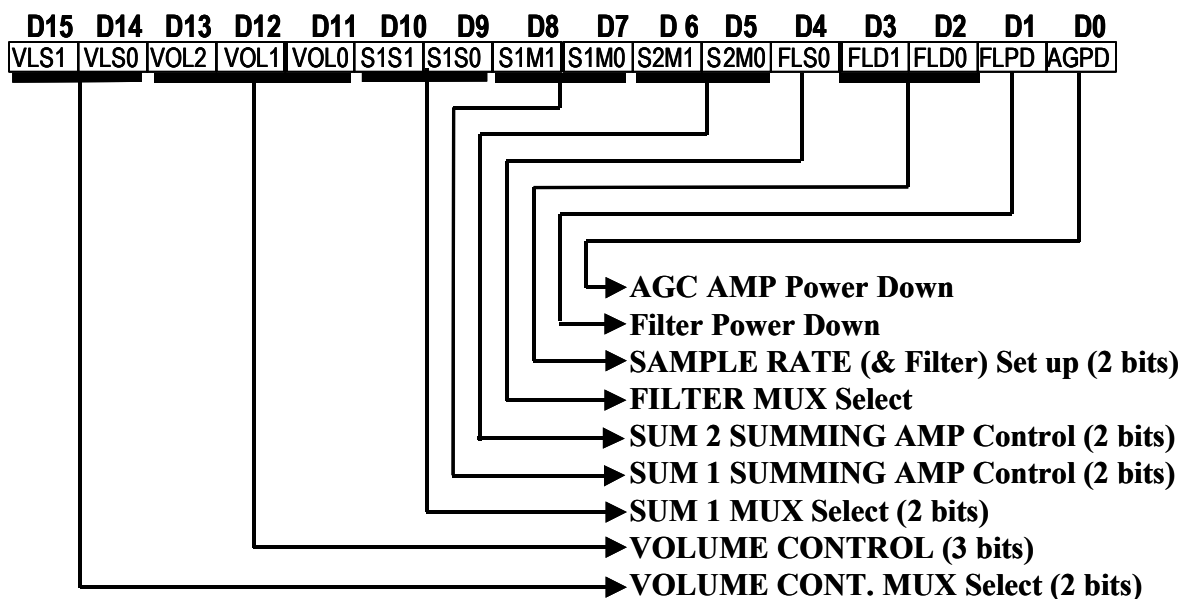 D15 D14 D13 D12 D11 D10 D9 D8 D7 D 6 D5 D4 D3 D2 D1 D0
VLS1 VLS0 VOL2 VOL1 VOL0 S1S1 S1S0 S1M1 S1M0 S2M1 S2M0 FLS0 FLD1 FLD0 FLPD AGPD
AGC AMP Power Down
Filter Power Down
SAMPLE RATE (& Filter) Set up (2 bits)
FILTER MUX Select
SUM 2 SUMMING AMP Control (2 bits)
SUM 1 SUMMING AMP Control (2 bits)
SUM 1 MUX Select (2 bits)
VOLUME CONTROL (3 bits)
VOLUME CONT. MUX Select (2 bits)